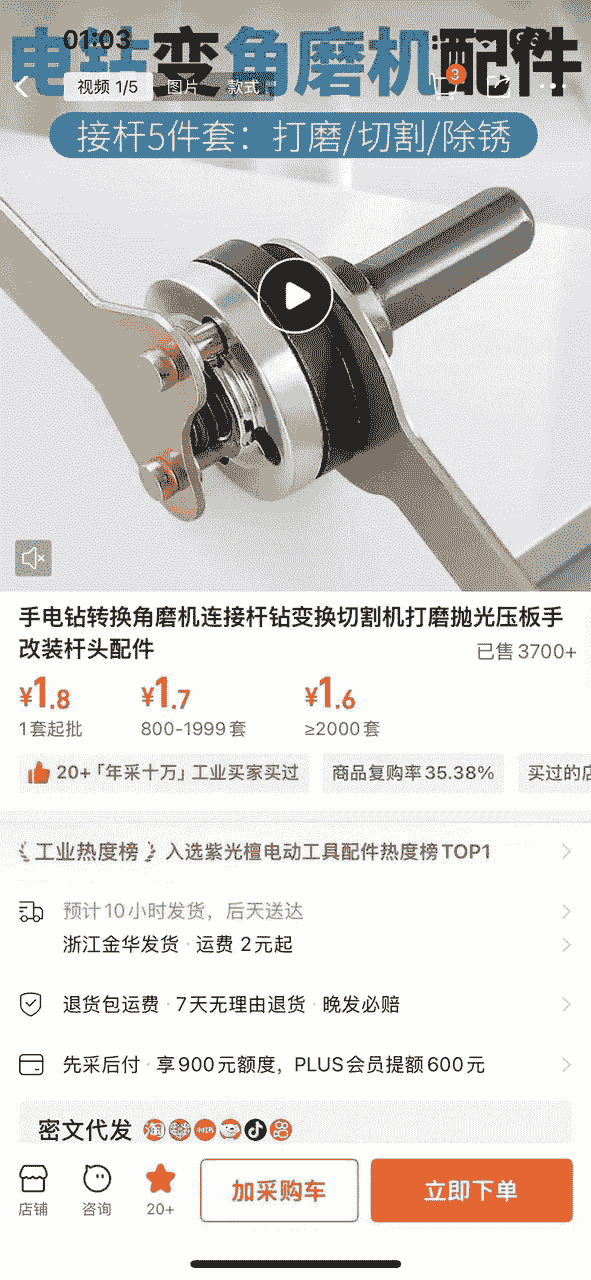 电钻变角磨机配件
01:03
视频 1/5
图片
款式
3
接杆5件套：打磨/切割/除锈
手电钻转换角磨机连接杆钻变换切割机打磨抛光压板手
改装杆头配件
已售 3700+
¥1.8
¥1.7
¥1.6
1套起批
800-1999套
≥2000套
20+「年采十万」工业买家买过
商品复购率35.38%
买过的店
工业热度榜
入选紫光檀电动工具配件热度榜TOP1
预计10小时发货，后天送达
浙江金华发货 · 运费 2元起
退货包运费 · 7天无理由退货 · 晚发必赔
先采后付 · 享900元额度，PLUS会员提额600元
密文代发
淘
小红书
店铺
咨询
20+
加采购车
立即下单